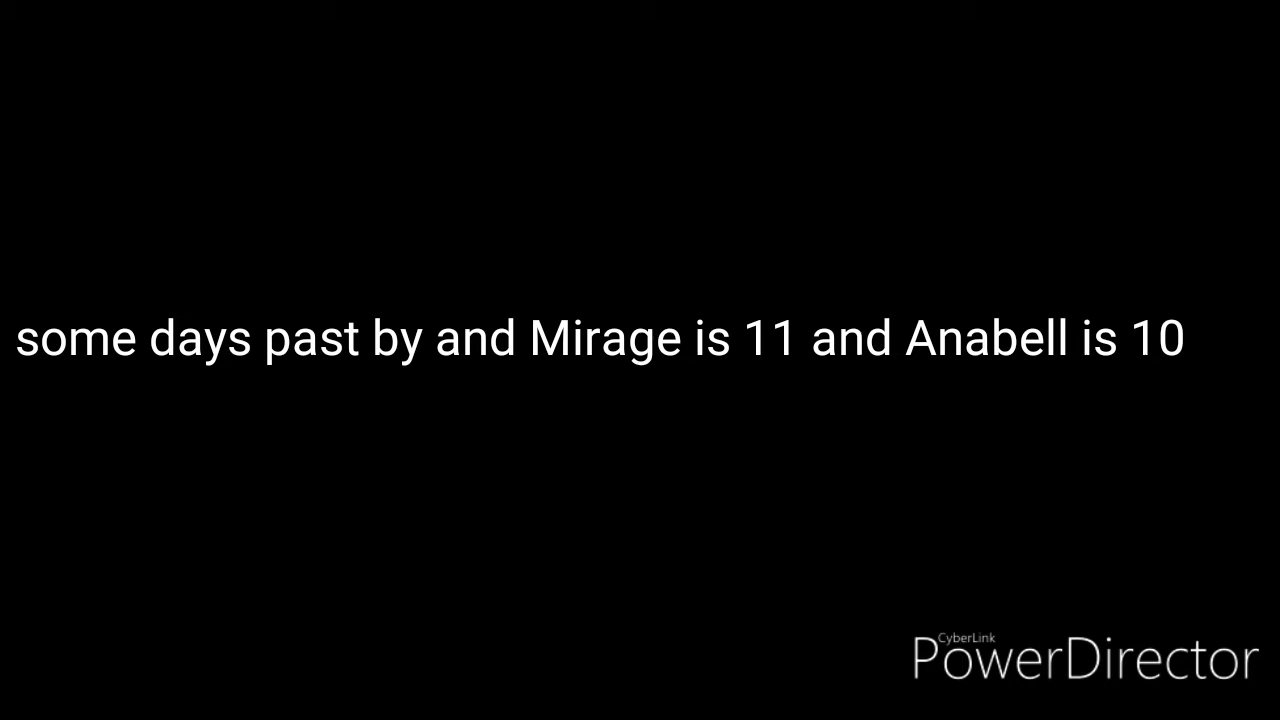 some days past by and Mirage is 11 and Anabell is 10
CyberLink
PowerDirector